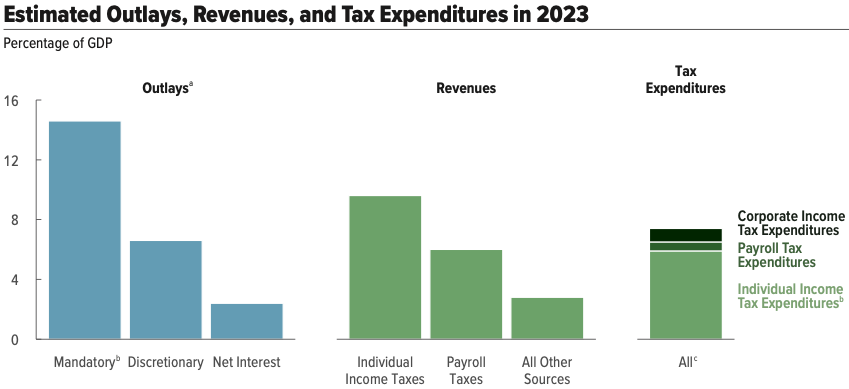 Estimated Outlays, Revenues, and Tax Expenditures in 2023
Percentage of GDP
Outlaysᵃ
Revenues
Tax
Expenditures
16
12
8
4
0
Mandatoryᵇ
Discretionary
Net Interest
Individual
Income Taxes
Payroll
Taxes
All Other
Sources
Allᶜ
Corporate Income
Tax Expenditures
Payroll Tax
Expenditures
Individual Income
Tax Expendituresᵇ